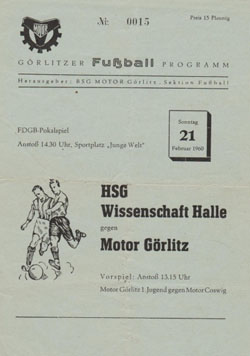 № 0015
Preis 15 Pfennig
GÖRLITZER Fußball PROGRAMM
Herausgeber: BSG MOTOR Görlitz, Sektion Fußball
FDGB-Pokalspiel
Anstoß 14.30 Uhr, Sportplatz „Junge Welt"
Sonntag
21
Februar 1960
HSG
Wissenschaft Halle
gegen
Motor Görlitz
Vorspiel: Anstoß 13.15 Uhr
Motor Görlitz 1. Jugend gegen Motor Coswig